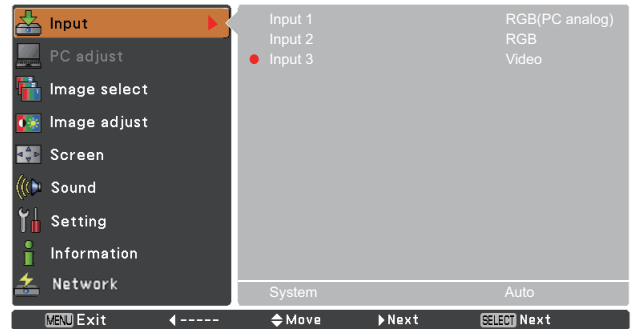 Input
PC adjust
Image select
Image adjust
Screen
Sound
Setting
Information
Network
Input 1 RGB(PC analog)
Input 2 RGB
Input 3 Video
System Auto
MENU Exit ----- Move Next SELECT Next